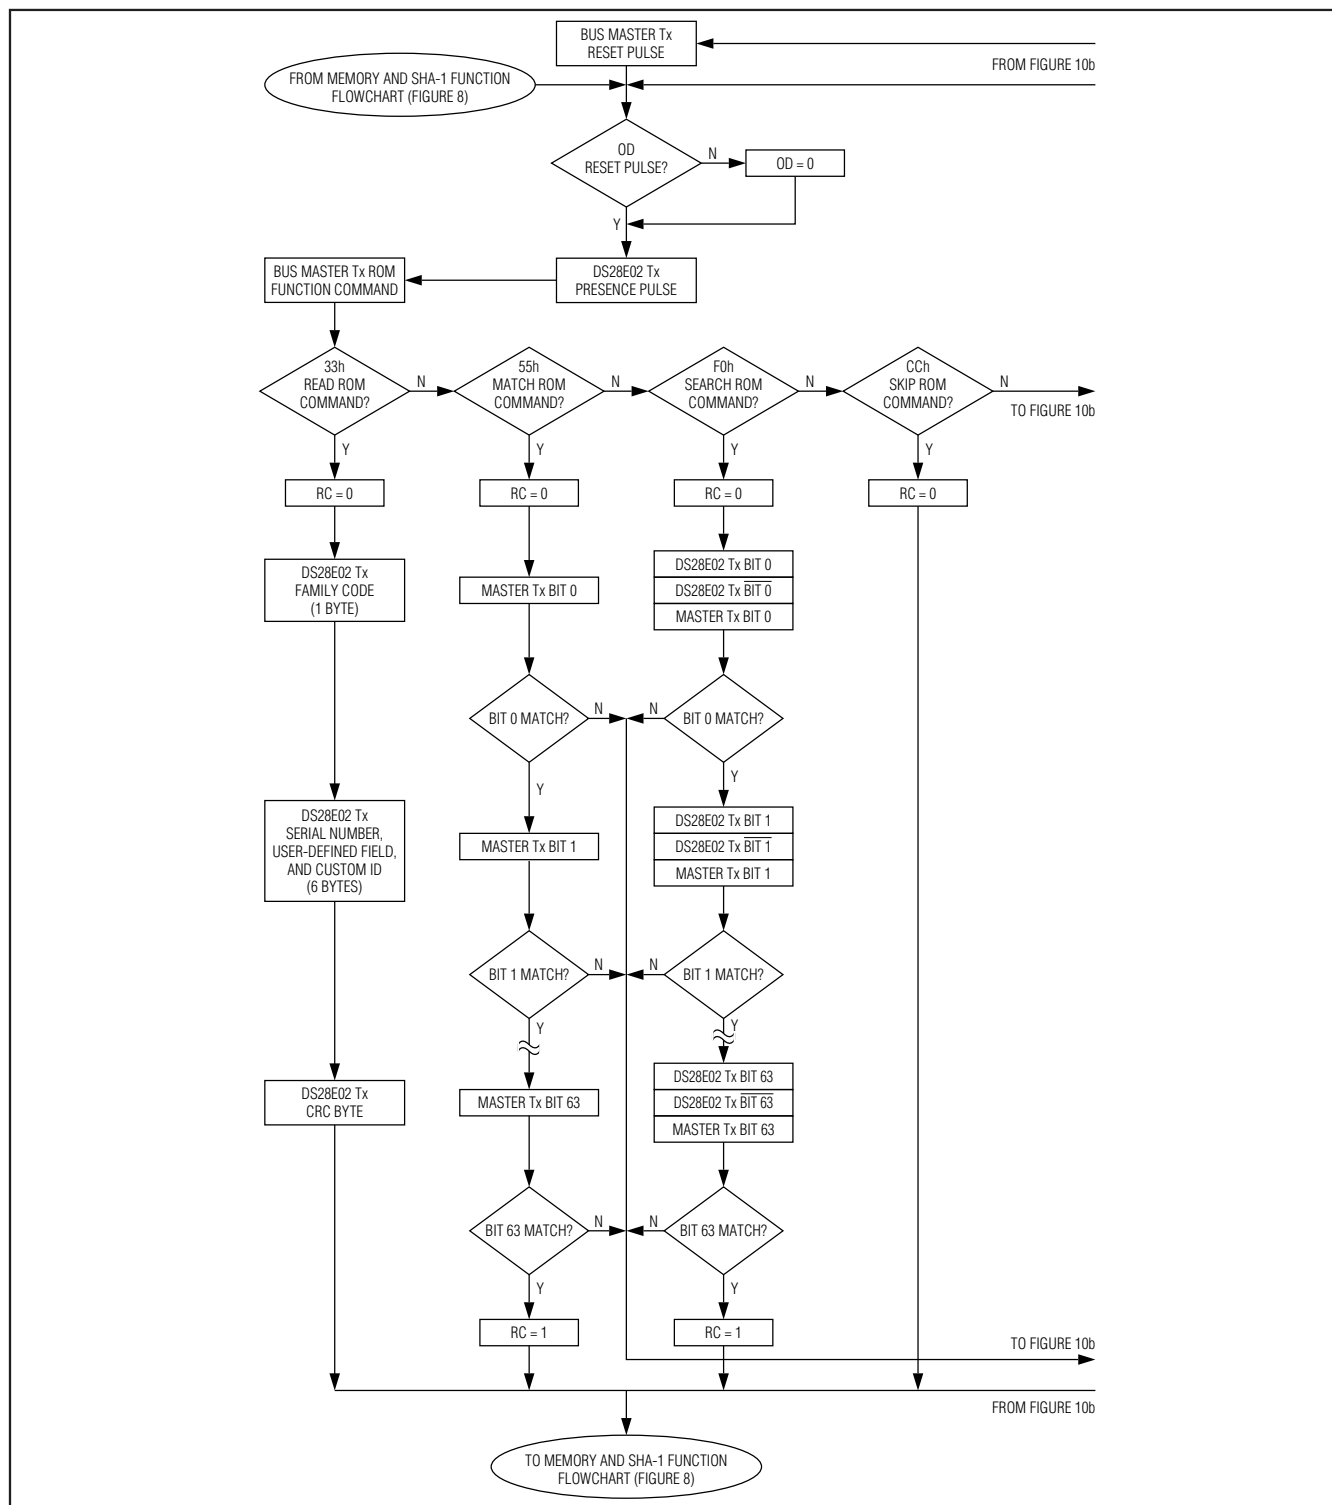 BUS MASTER Tx
RESET PULSE
FROM FIGURE 10b
FROM MEMORY AND SHA-1 FUNCTION
FLOWCHART (FIGURE 8)
OD
RESET PULSE?
N
OD = 0
Y
BUS MASTER Tx ROM
FUNCTION COMMAND
DS28E02 Tx
PRESENCE PULSE
33h
READ ROM
COMMAND?
N
55h
MATCH ROM
COMMAND?
N
F0h
SEARCH ROM
COMMAND?
N
CCh
SKIP ROM
COMMAND?
N
TO FIGURE 10b
Y
Y
Y
Y
RC = 0
RC = 0
RC = 0
RC = 0
DS28E02 Tx
FAMILY CODE
(1 BYTE)
MASTER Tx BIT 0
DS28E02 Tx BIT 0
DS28E02 Tx B̅I̅T̅ ̅0̅
MASTER Tx BIT 0
BIT 0 MATCH?
N
N
BIT 0 MATCH?
Y
Y
DS28E02 Tx
SERIAL NUMBER,
USER-DEFINED FIELD,
AND CUSTOM ID
(6 BYTES)
MASTER Tx BIT 1
DS28E02 Tx BIT 1
DS28E02 Tx B̅I̅T̅ ̅1̅
MASTER Tx BIT 1
BIT 1 MATCH?
N
N
BIT 1 MATCH?
Y
Y
DS28E02 Tx
CRC BYTE
MASTER Tx BIT 63
DS28E02 Tx BIT 63
DS28E02 Tx B̅I̅T̅ ̅6̅3̅
MASTER Tx BIT 63
BIT 63 MATCH?
N
N
BIT 63 MATCH?
Y
Y
RC = 1
RC = 1
TO FIGURE 10b
FROM FIGURE 10b
TO MEMORY AND SHA-1 FUNCTION
FLOWCHART (FIGURE 8)